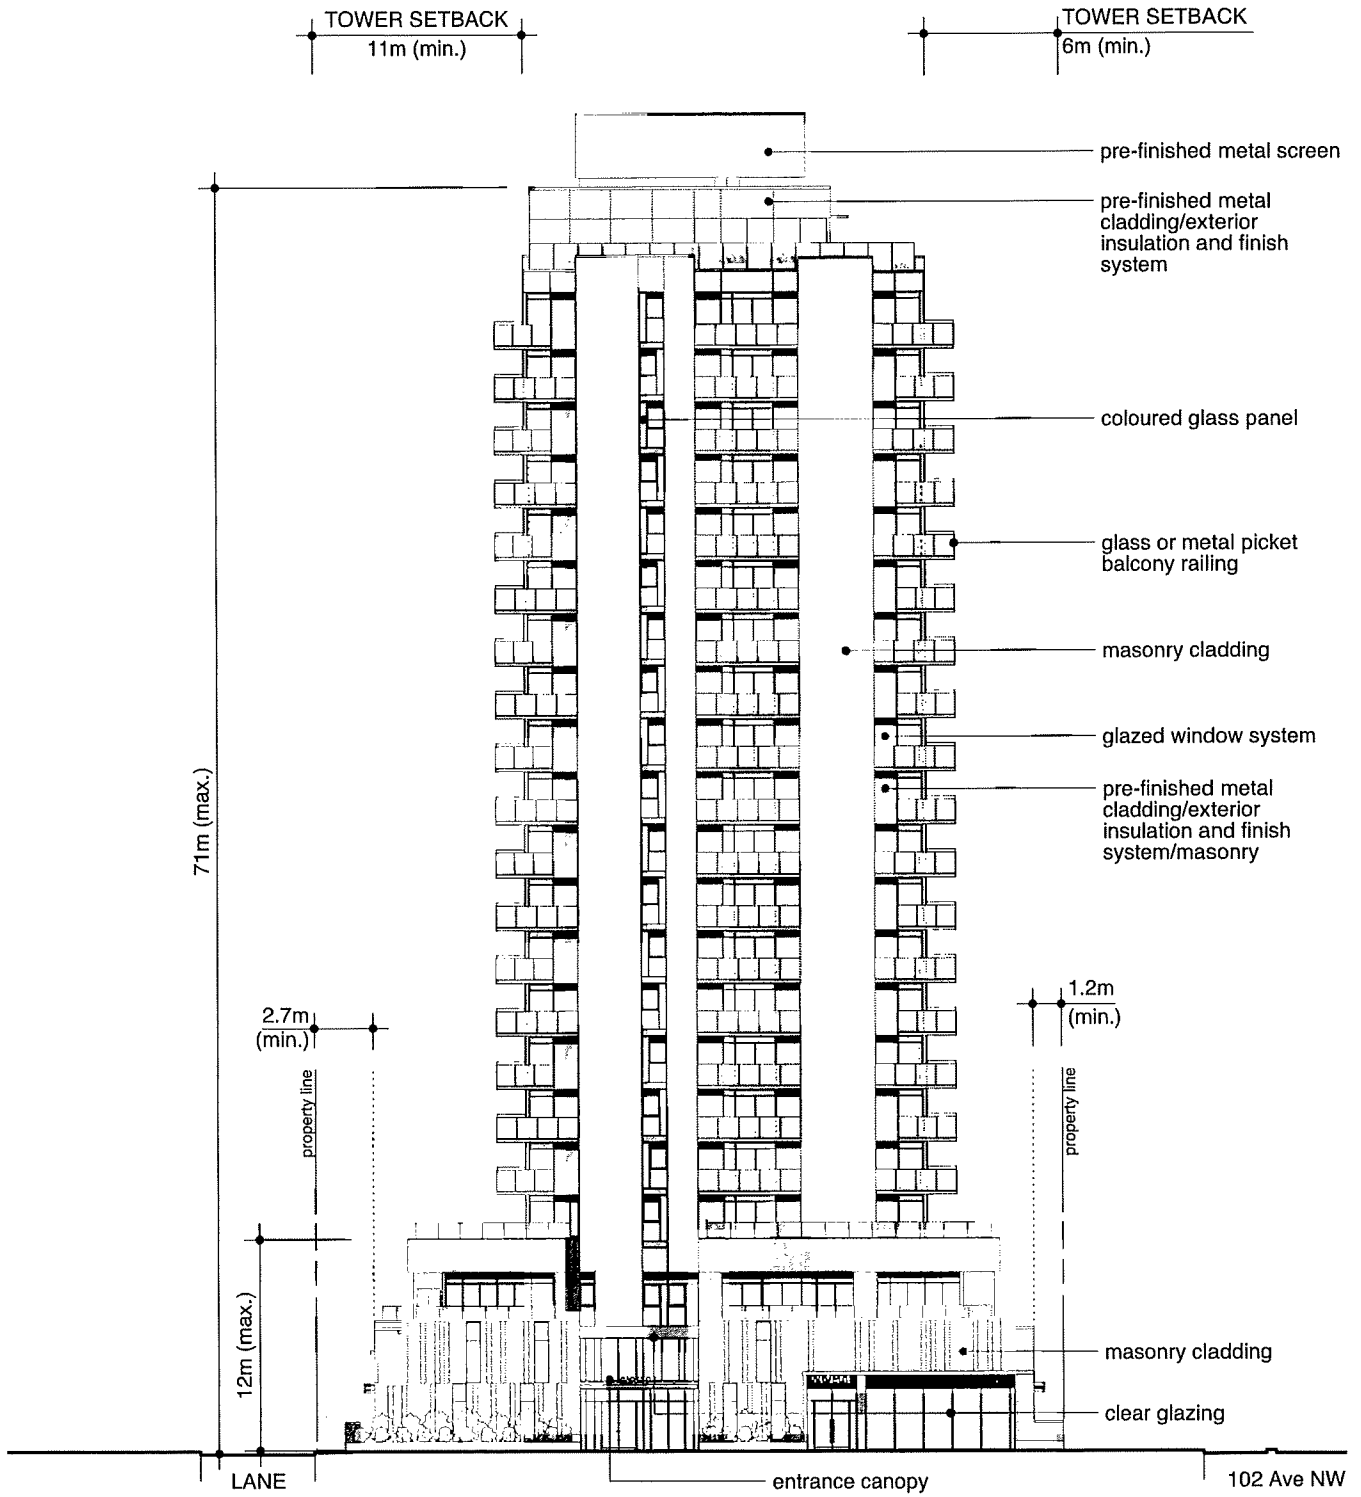 TOWER SETBACK
11m (min.)
TOWER SETBACK
6m (min.)
pre-finished metal screen
pre-finished metal
cladding/exterior
insulation and finish
system
coloured glass panel
glass or metal picket
balcony railing
masonry cladding
glazed window system
pre-finished metal
cladding/exterior
insulation and finish
system/masonry
71m (max.)
2.7m
(min.)
1.2m
(min.)
property line
property line
12m (max.)
masonry cladding
clear glazing
LANE
entrance canopy
102 Ave NW